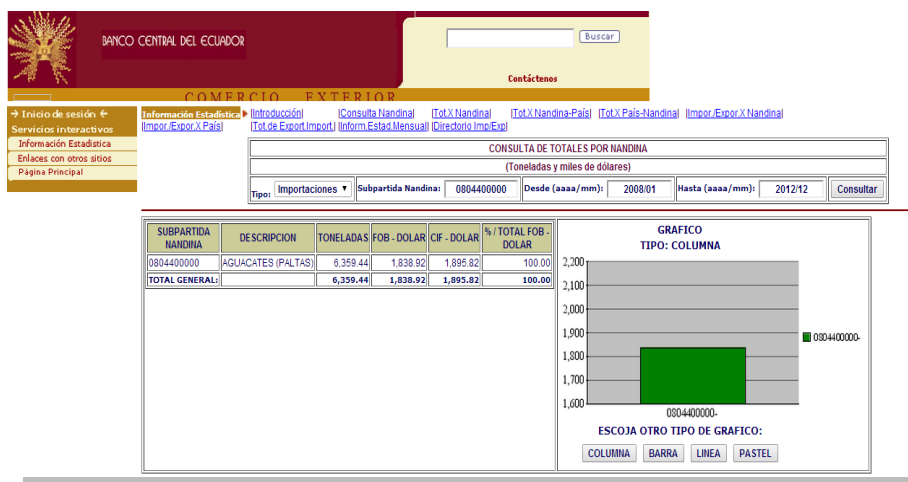 BANCO CENTRAL DEL ECUADOR
Buscar
Contáctenos
COMERCIO EXTERIOR
→ Inicio de sesión ←
Servicios interactivos
Información Estadistica
Enlaces con otros sitios
Página Principal
Información Estadística |Introducción| |Consulta Nandina| |Tot.X Nandina| |Tot.X Nandina-País| |Tot.X País-Nandina| |Impor./Expor.X Nandina|
|Impor./Expor.X País| |Tot.de Export.Import.| |Inform.Estad.Mensual| |Directorio Imp/Exp|
CONSULTA DE TOTALES POR NANDINA
(Toneladas y miles de dólares)
Tipo: Importaciones Subpartida Nandina: 0804400000 Desde (aaaa/mm): 2008/01 Hasta (aaaa/mm): 2012/12 Consultar
SUBPARTIDA NANDINA DESCRIPCION TONELADAS FOB - DOLAR CIF - DOLAR % / TOTAL FOB - DOLAR
0804400000 AGUACATES (PALTAS) 6,359.44 1,838.92 1,895.82 100.00
TOTAL GENERAL: 6,359.44 1,838.92 1,895.82 100.00
GRAFICO
TIPO: COLUMNA
2,200
2,100
2,000
1,900
1,800
1,700
1,600
0804400000-
0804400000-
ESCOJA OTRO TIPO DE GRAFICO:
COLUMNA BARRA LINEA PASTEL